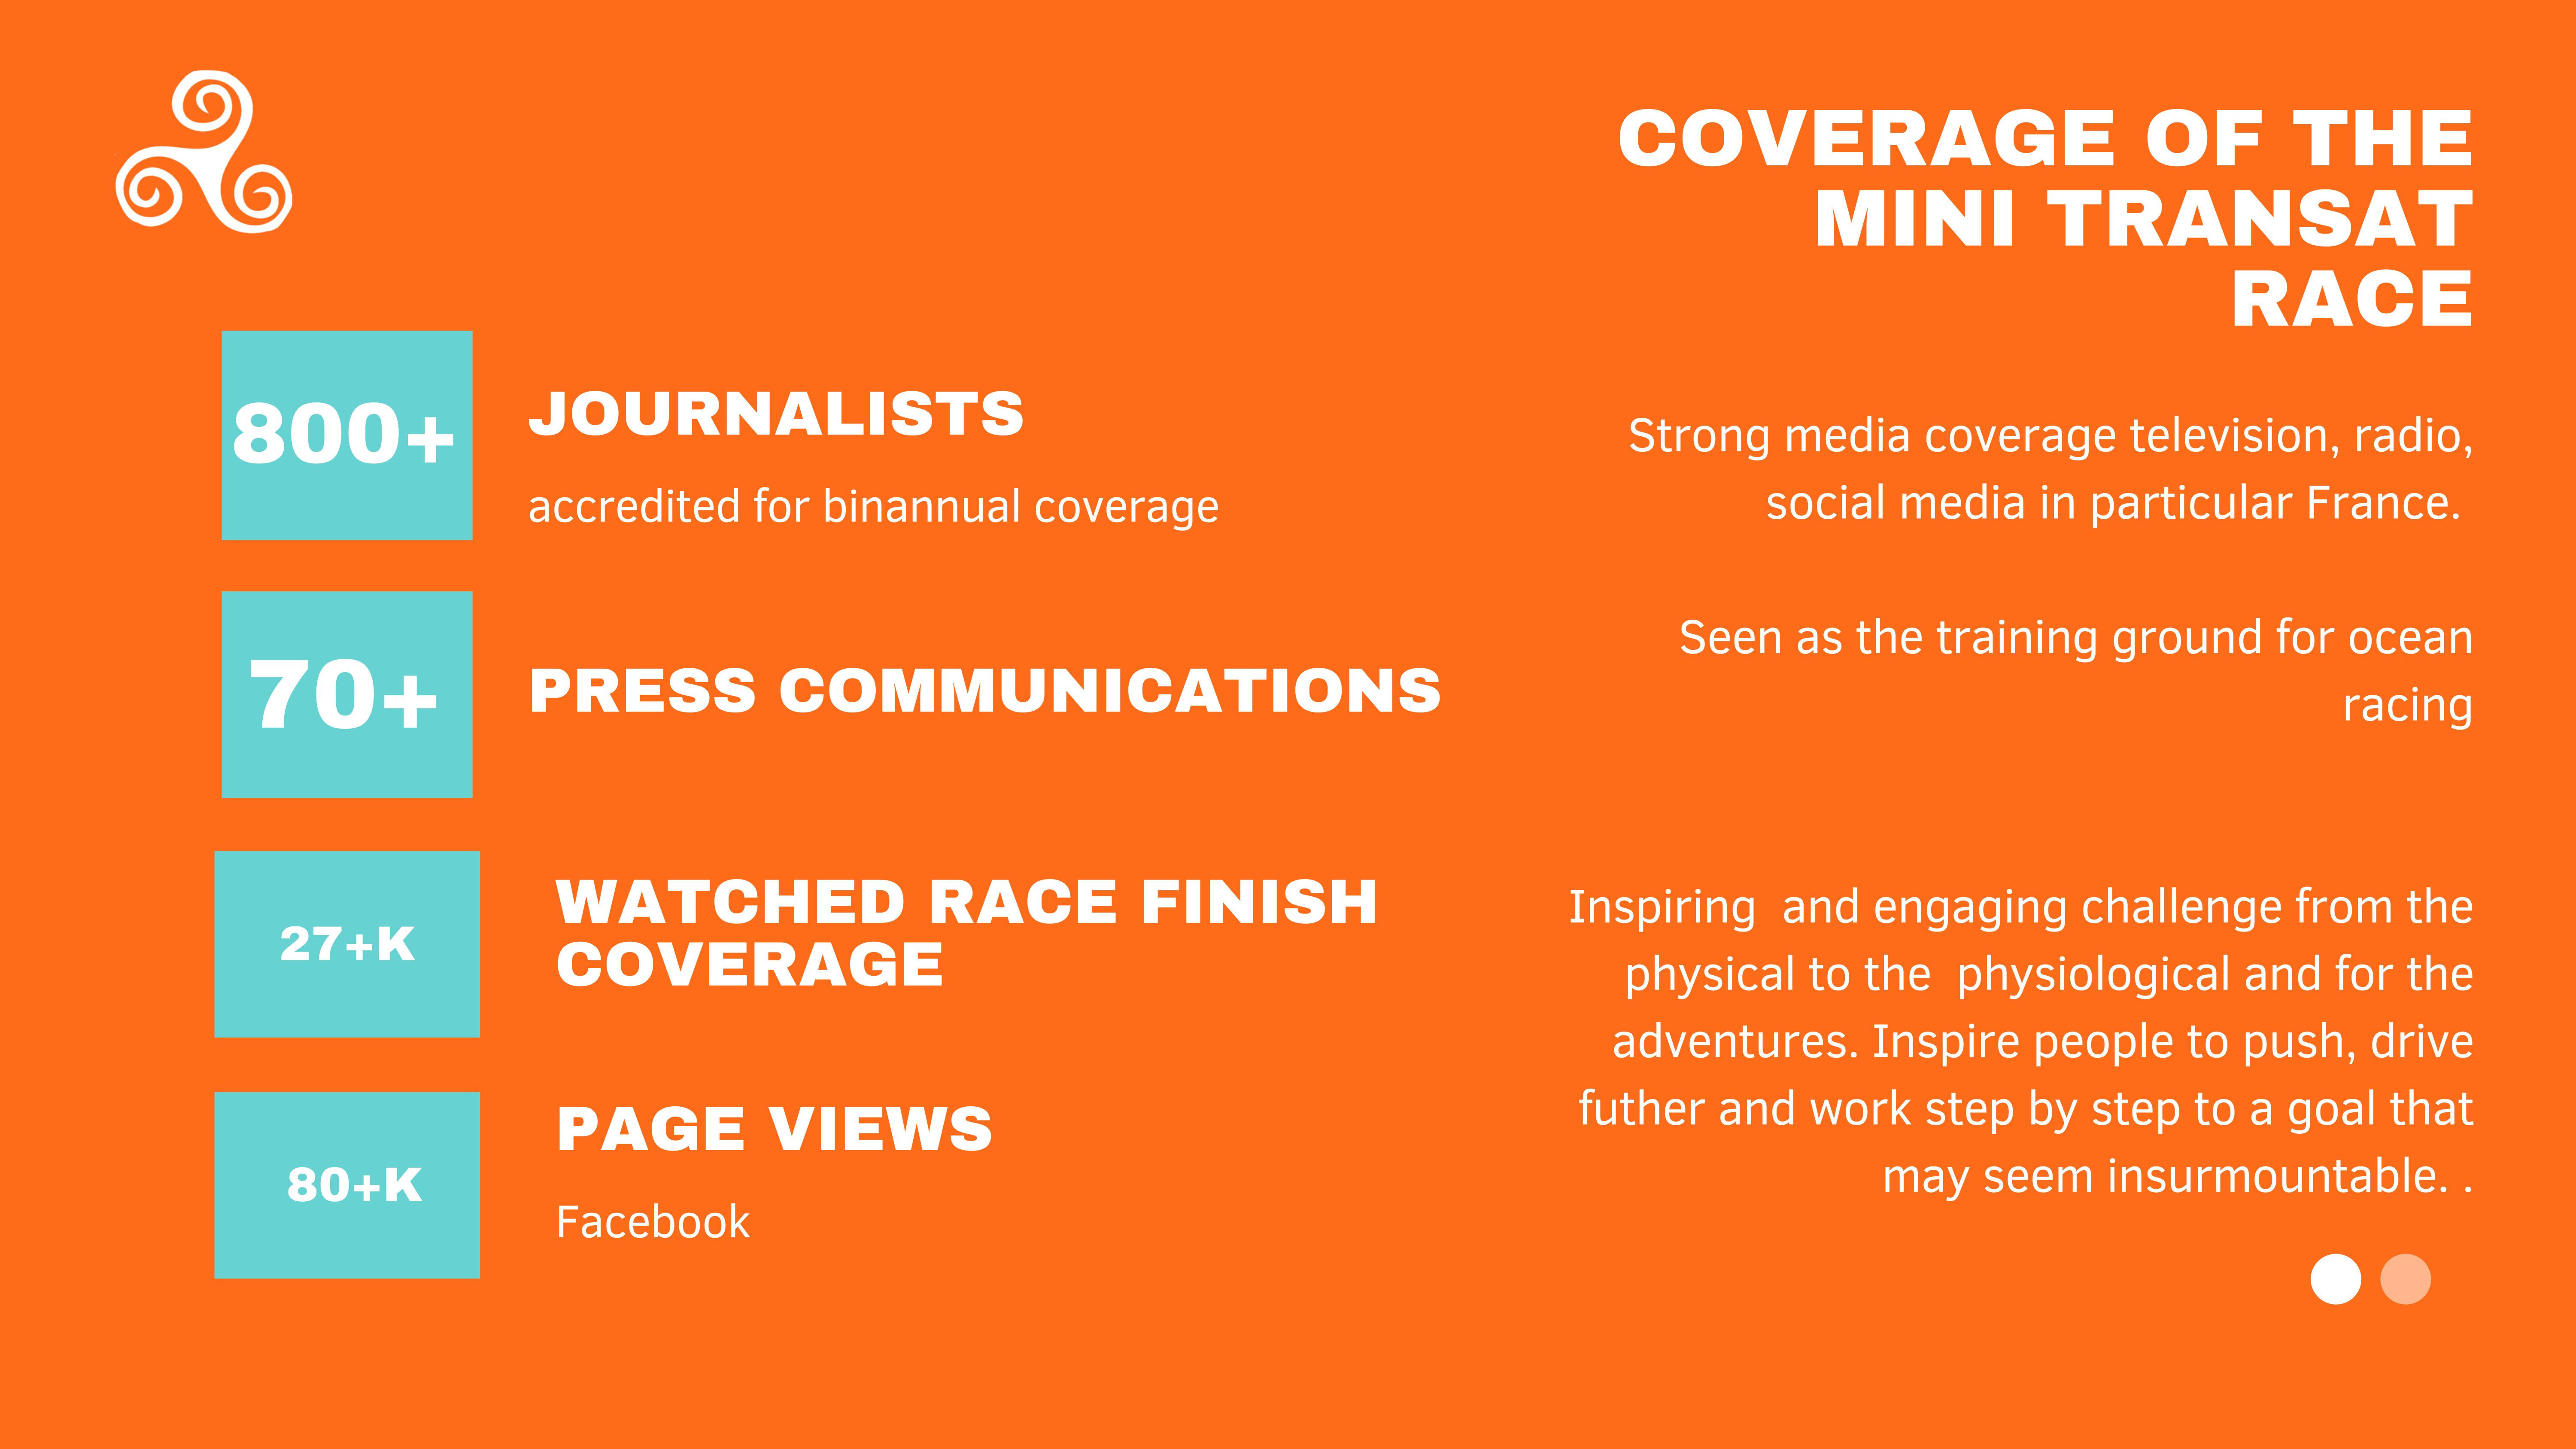 COVERAGE OF THE
MINI TRANSAT
RACE
800+
JOURNALISTS
accredited for binannual coverage
70+
PRESS COMMUNICATIONS
27+K
WATCHED RACE FINISH
COVERAGE
80+K
PAGE VIEWS
Facebook
Strong media coverage television, radio,
social media in particular France.
Seen as the training ground for ocean
racing
Inspiring  and engaging challenge from the
physical to the  physiological and for the
adventures. Inspire people to push, drive
futher and work step by step to a goal that
may seem insurmountable. .